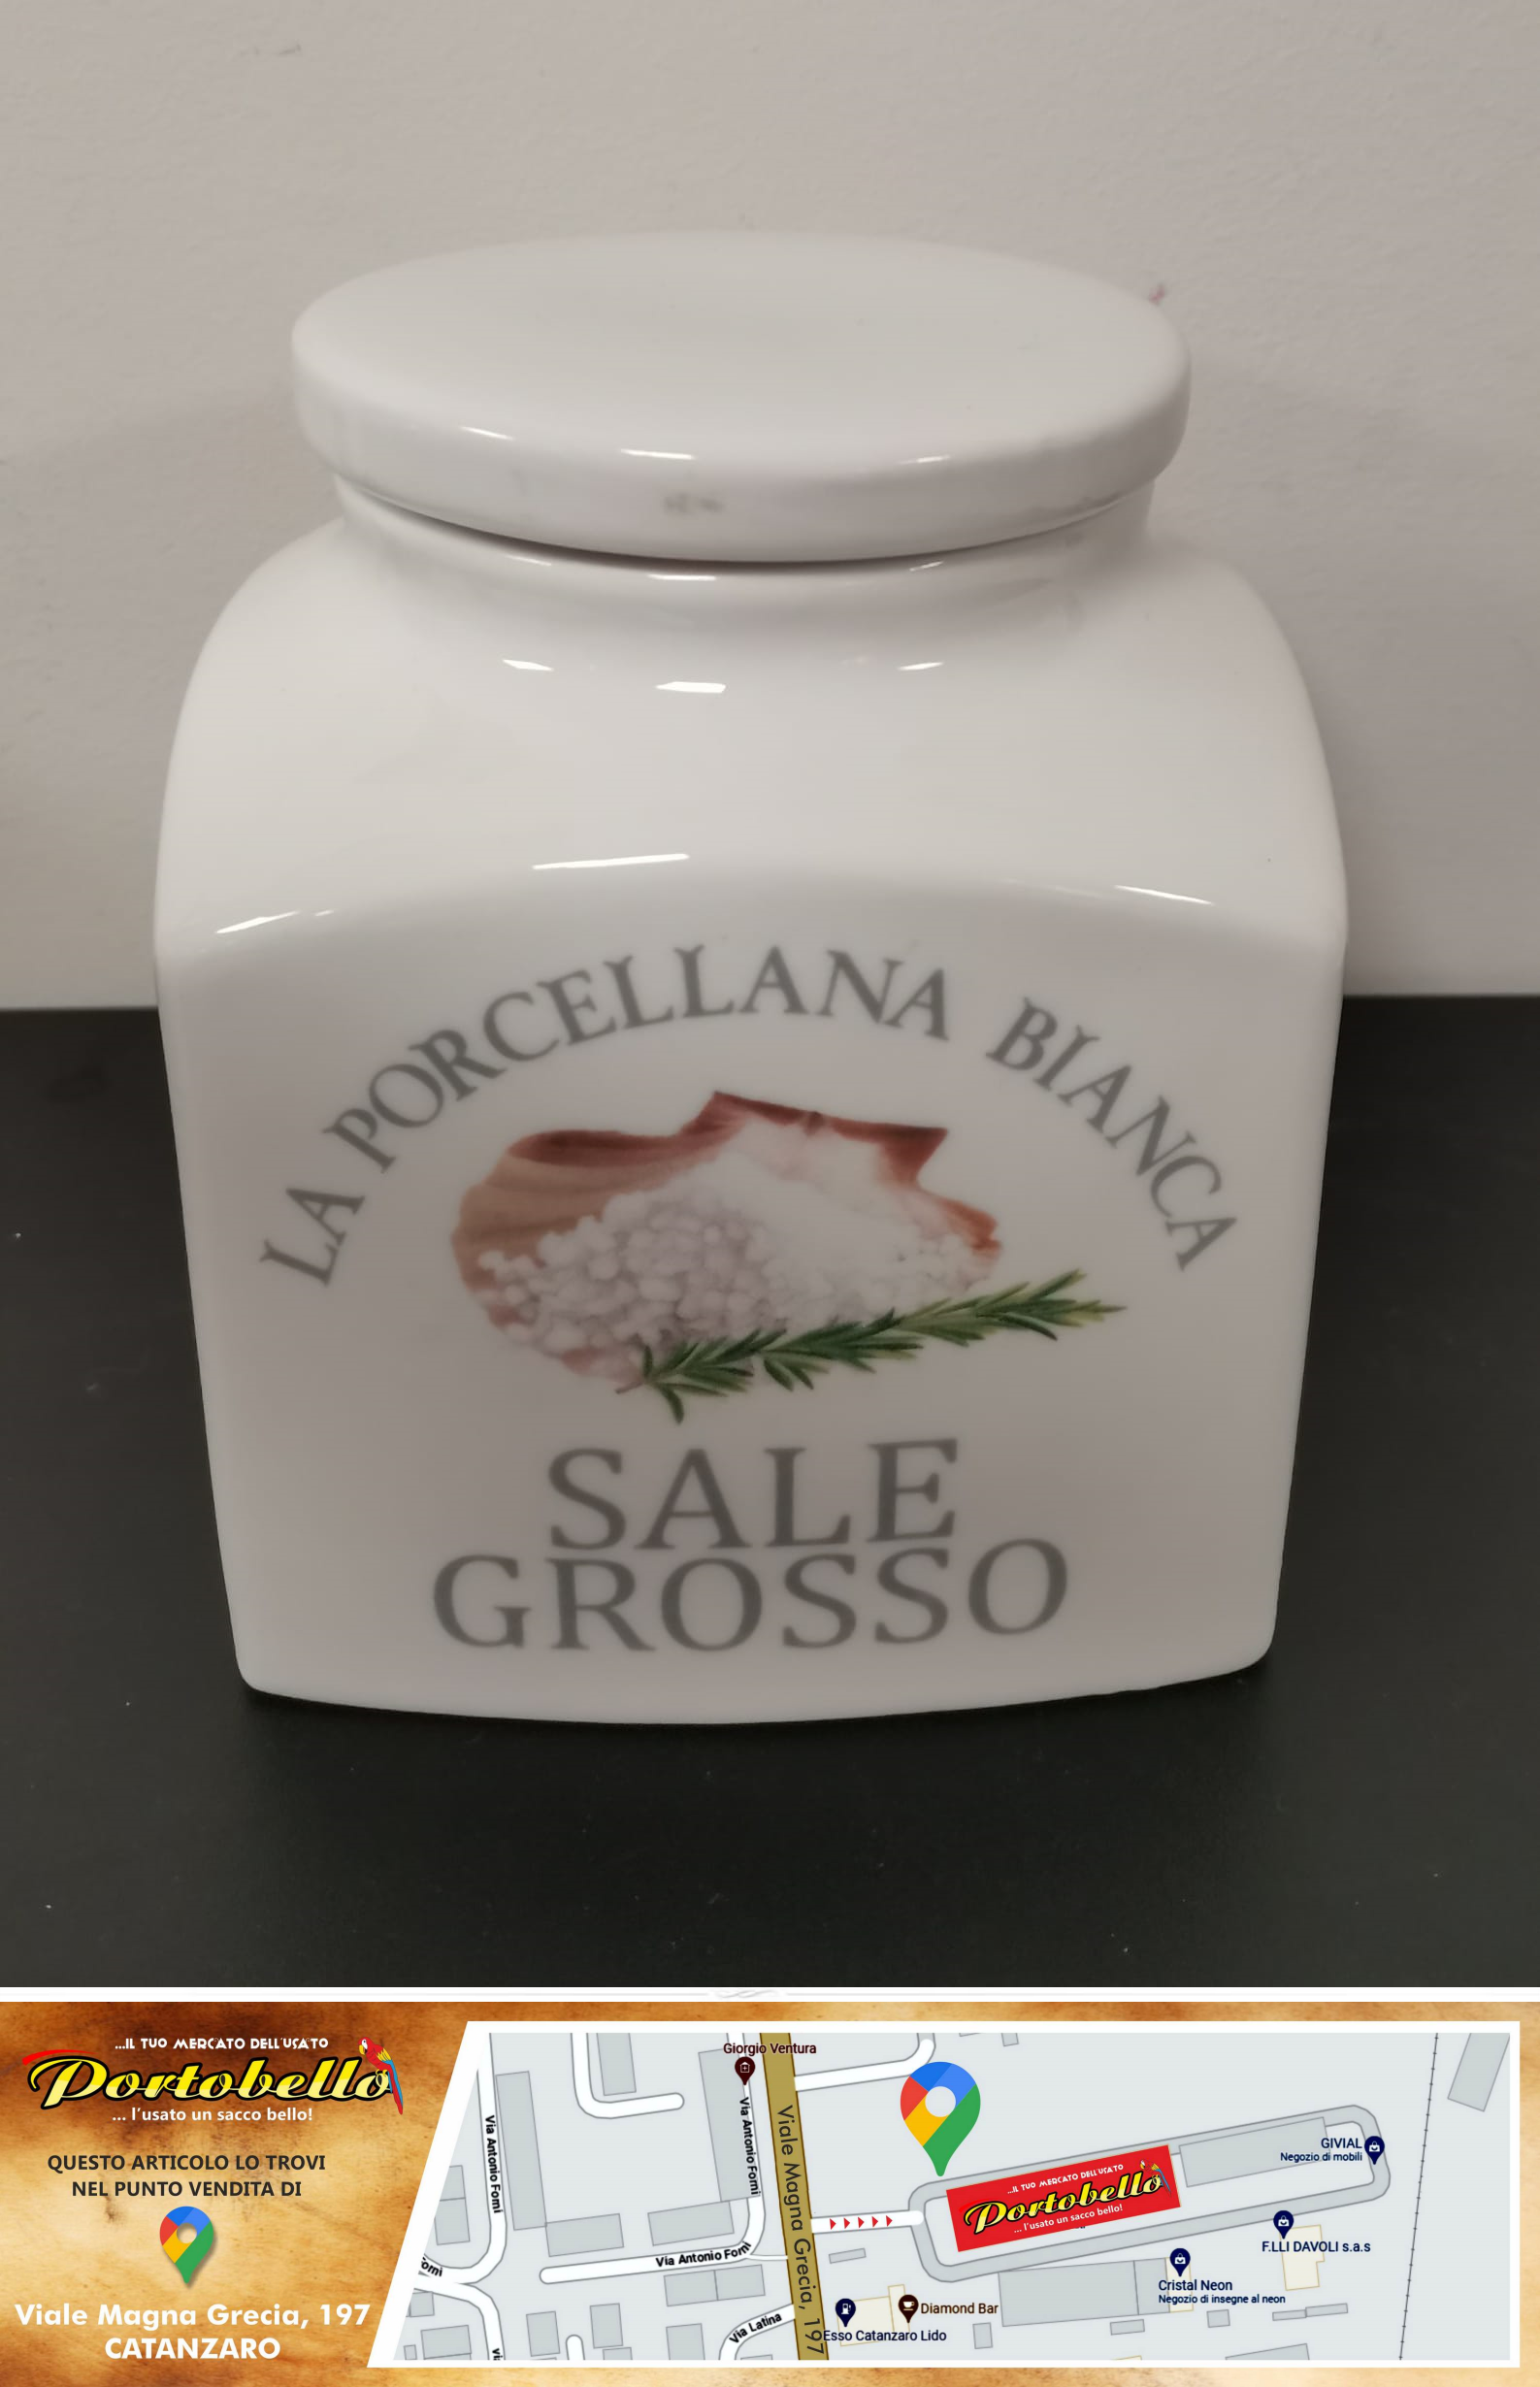 LA PORCELLANA BIANCA
SALE
GROSSO
...IL TUO MERCATO DELL'USATO
Portobello
... l'usato un sacco bello!
QUESTO ARTICOLO LO TROVI
NEL PUNTO VENDITA DI
Viale Magna Grecia, 197
CATANZARO
Giorgio Ventura
Via Antonio Forni
Via Antonio Forni
Viale Magna Grecia, 197
...IL TUO MERCATO DELL'USATO
Portobello
... l'usato un sacco bello!
GIVIAL
Negozio di mobili
F.LLI DAVOLI s.a.s
Via Antonio Forni
Cristal Neon
Negozio di insegne al neon
Diamond Bar
Esso Catanzaro Lido
Via Latina